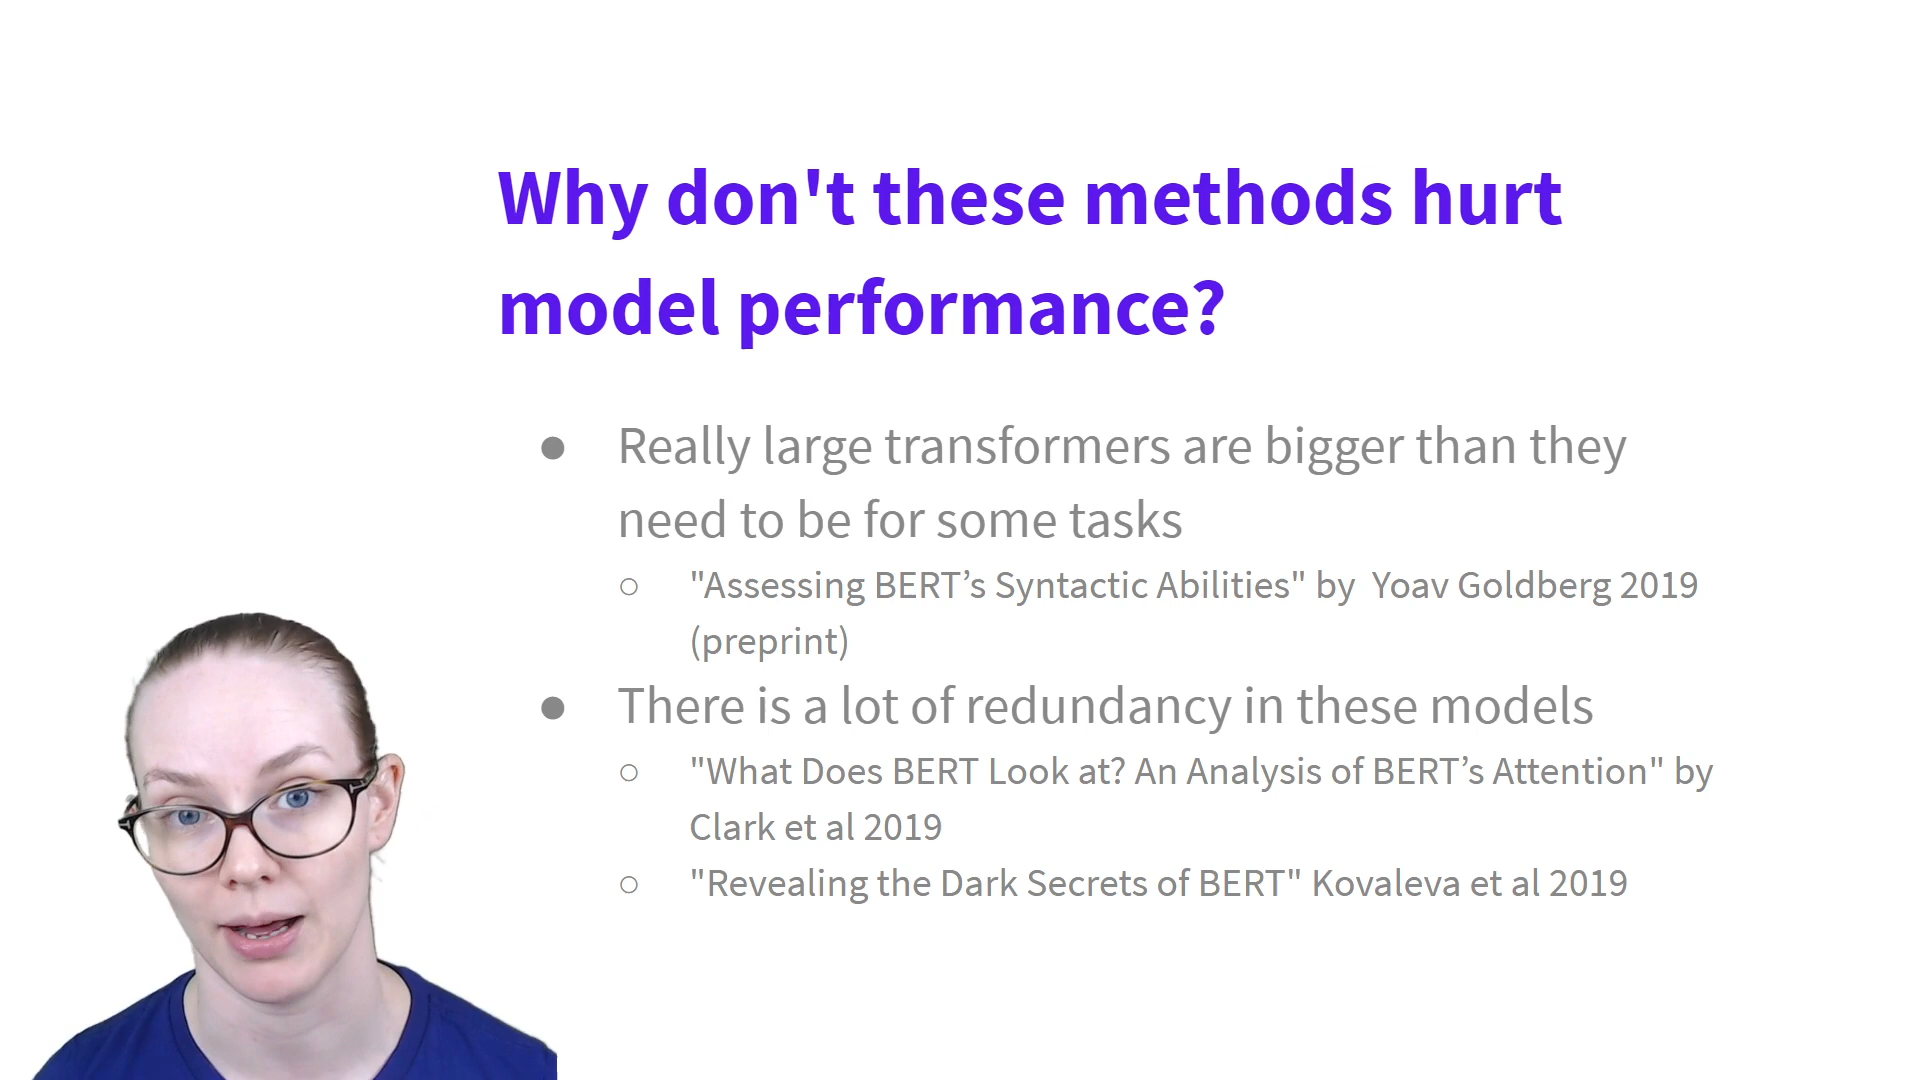 Why don't these methods hurt
model performance?
● Really large transformers are bigger than they
need to be for some tasks
○ "Assessing BERT’s Syntactic Abilities" by Yoav Goldberg 2019
(preprint)
● There is a lot of redundancy in these models
○ "What Does BERT Look at? An Analysis of BERT’s Attention" by
Clark et al 2019
○ "Revealing the Dark Secrets of BERT" Kovaleva et al 2019